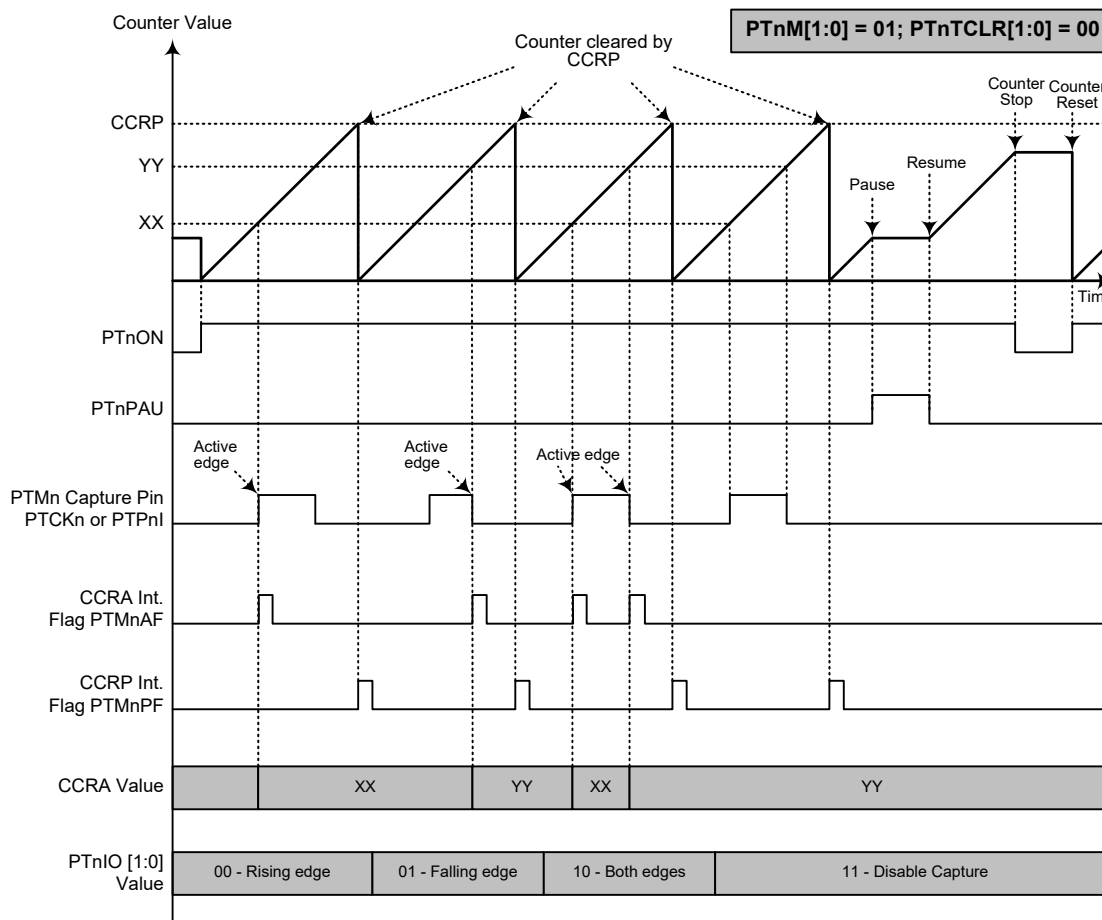 Counter Value
PTnM[1:0] = 01; PTnTCLR[1:0] = 00
Counter cleared by
CCRP
Counter
Stop
Counter
Reset
CCRP
YY
XX
Pause
Resume
Time
PTnON
PTnPAU
Active
edge
Active
edge
Active edge
PTMn Capture Pin
PTCKn or PTPnI
CCRA Int.
Flag PTMnAF
CCRP Int.
Flag PTMnPF
CCRA Value
XX
YY
XX
YY
PTnIO [1:0]
Value
00 - Rising edge
01 - Falling edge
10 - Both edges
11 - Disable Capture